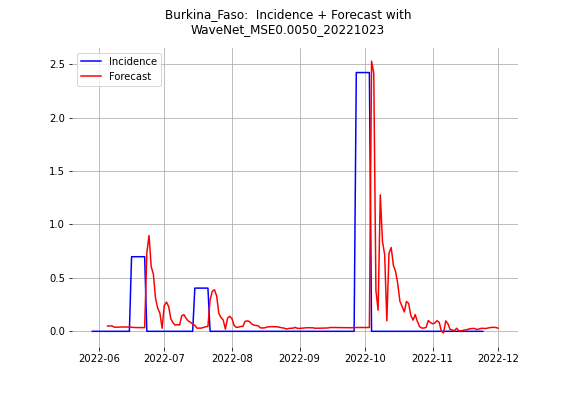 Burkina_Faso:  Incidence + Forecast with
WaveNet_MSE0.0050_20221023
Incidence
Forecast
2.5
2.0
1.5
1.0
0.5
0.0
2022-06 2022-07 2022-08 2022-09 2022-10 2022-11 2022-12